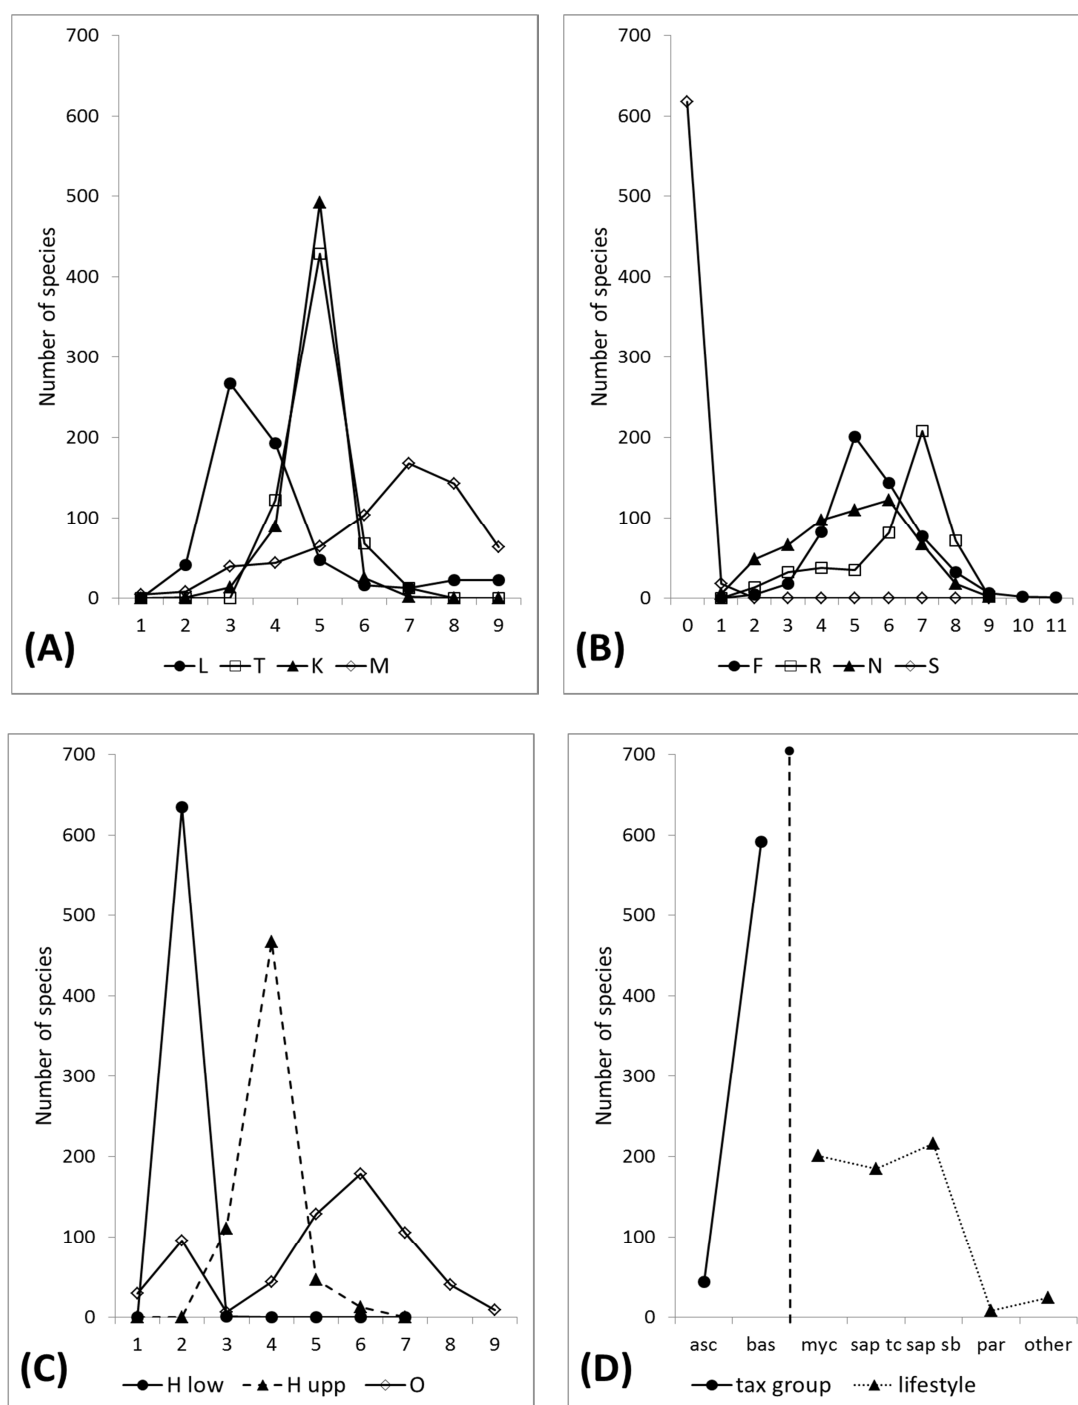 700
600
500
400
300
200
100
0
Number of species
1 2 3 4 5 6 7 8 9
(A)
L T K M
700
600
500
400
300
200
100
0
Number of species
0 1 2 3 4 5 6 7 8 9 10 11
(B)
F R N S
700
600
500
400
300
200
100
0
Number of species
1 2 3 4 5 6 7 8 9
(C)
H low H upp O
700
600
500
400
300
200
100
0
Number of species
asc bas myc sap tc sap sb par other
(D)
tax group lifestyle